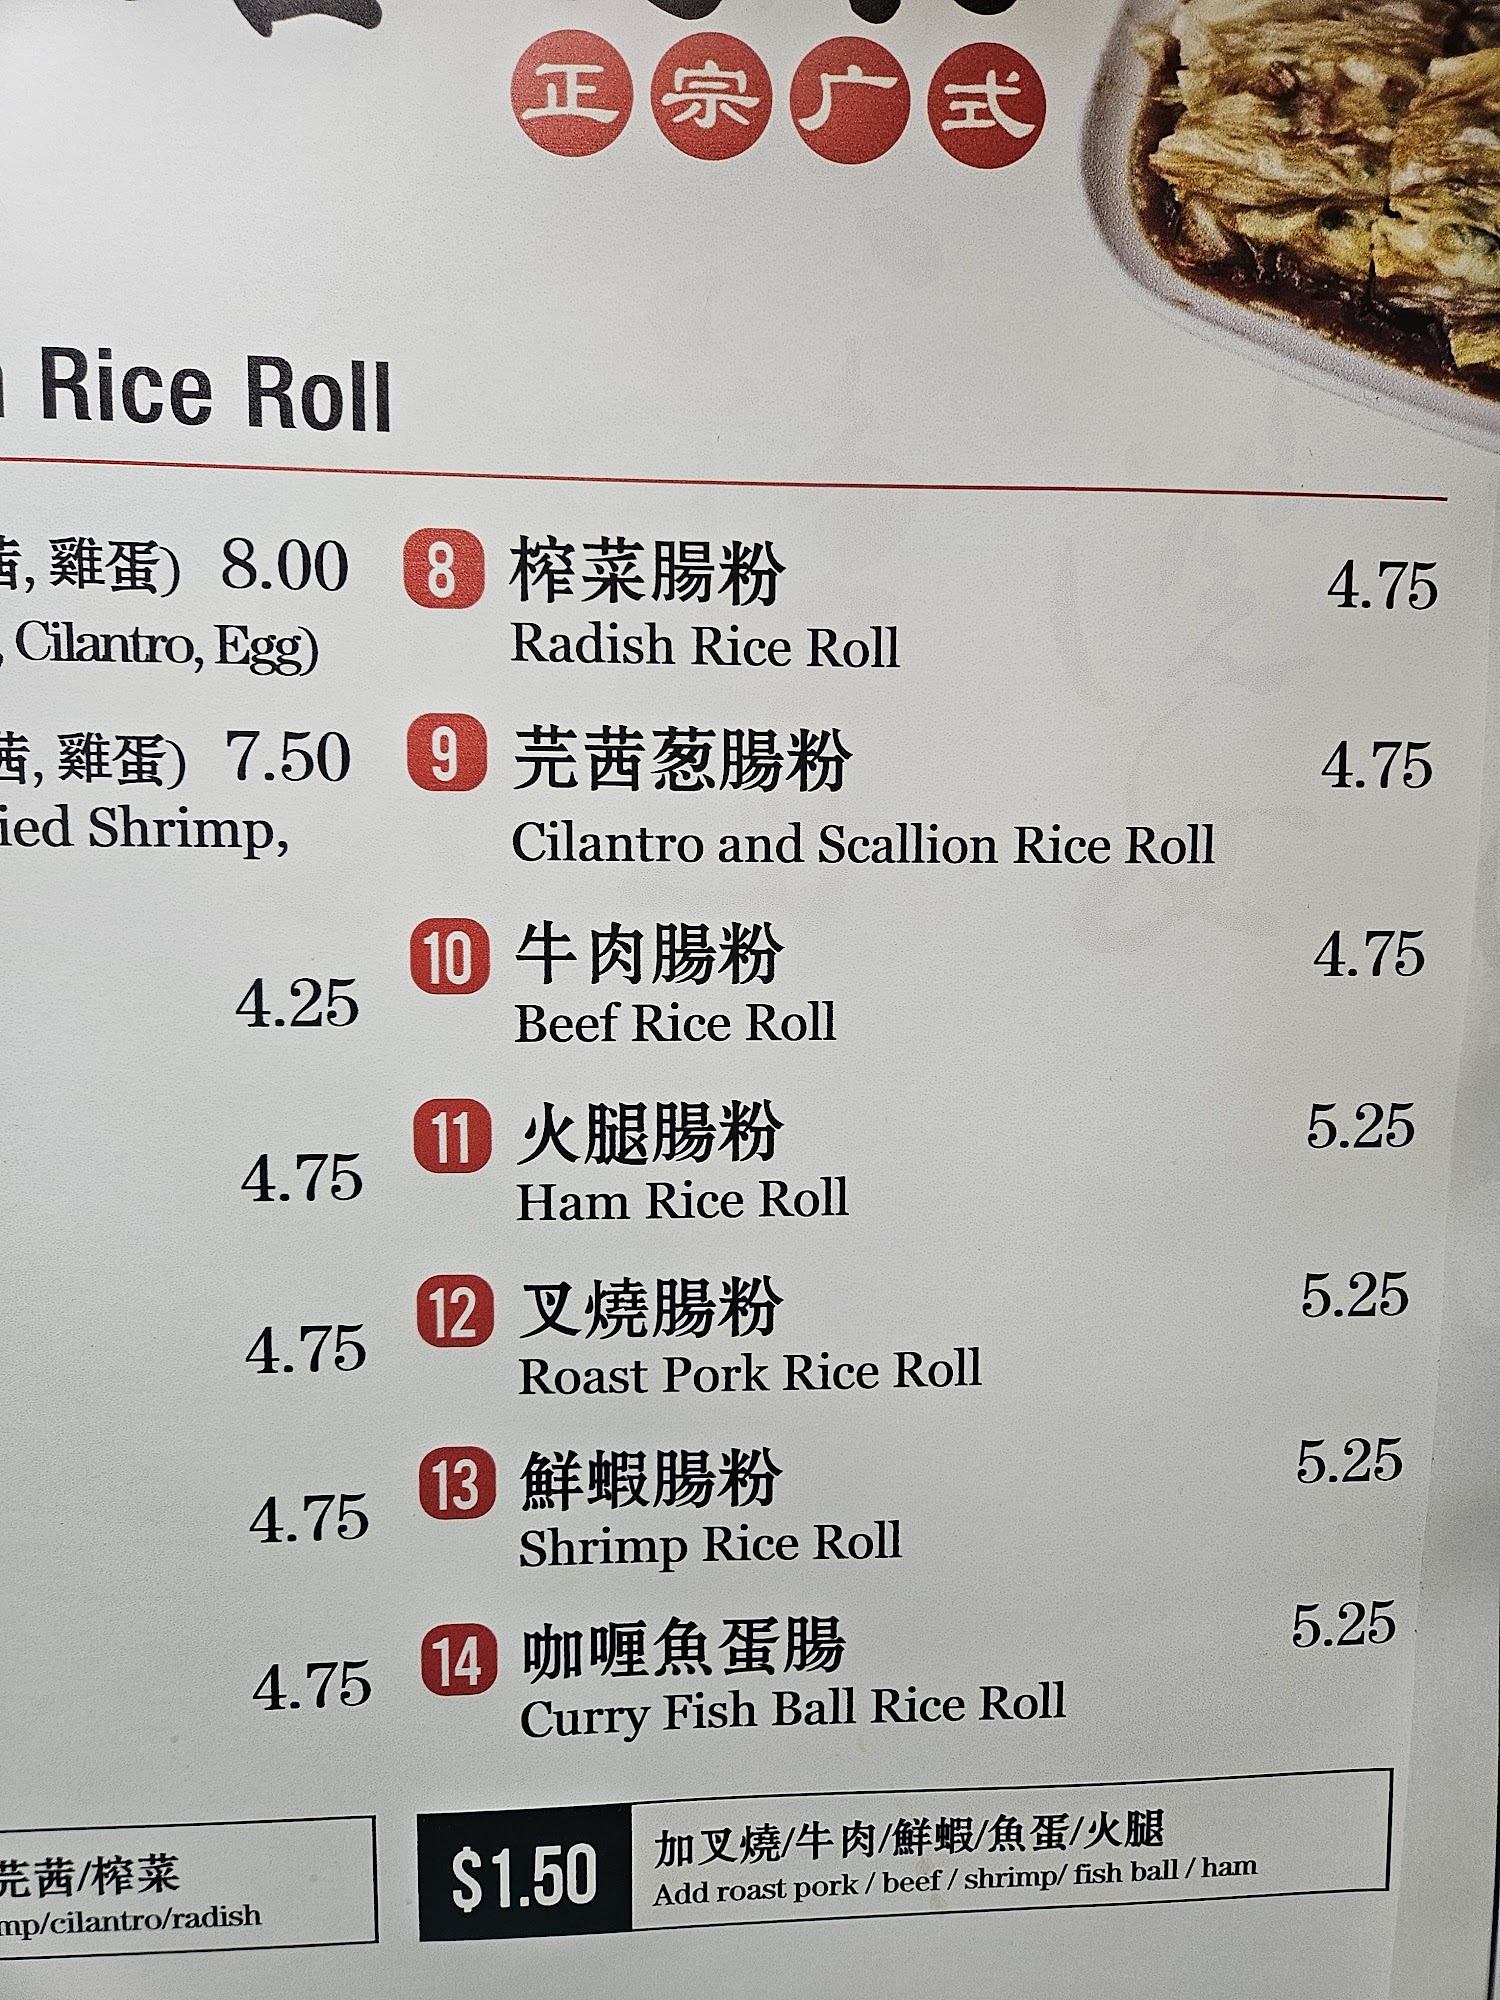 正宗广式
Rice Roll
雞蛋) 8.00
, Cilantro, Egg)
雞蛋) 7.50
Shrimp,
4.25
4.75
4.75
4.75
4.75
8 榨菜腸粉 4.75
Radish Rice Roll
9 芫茜葱腸粉 4.75
Cilantro and Scallion Rice Roll
10 牛肉腸粉 4.75
Beef Rice Roll
11 火腿腸粉 5.25
Ham Rice Roll
12 叉燒腸粉 5.25
Roast Pork Rice Roll
13 鮮蝦腸粉 5.25
Shrimp Rice Roll
14 咖喱魚蛋腸 5.25
Curry Fish Ball Rice Roll
芫茜/榨菜
/cilantro/radish
$1.50 加叉燒/牛肉/鮮蝦/魚蛋/火腿
Add roast pork / beef / shrimp/ fish ball / ham